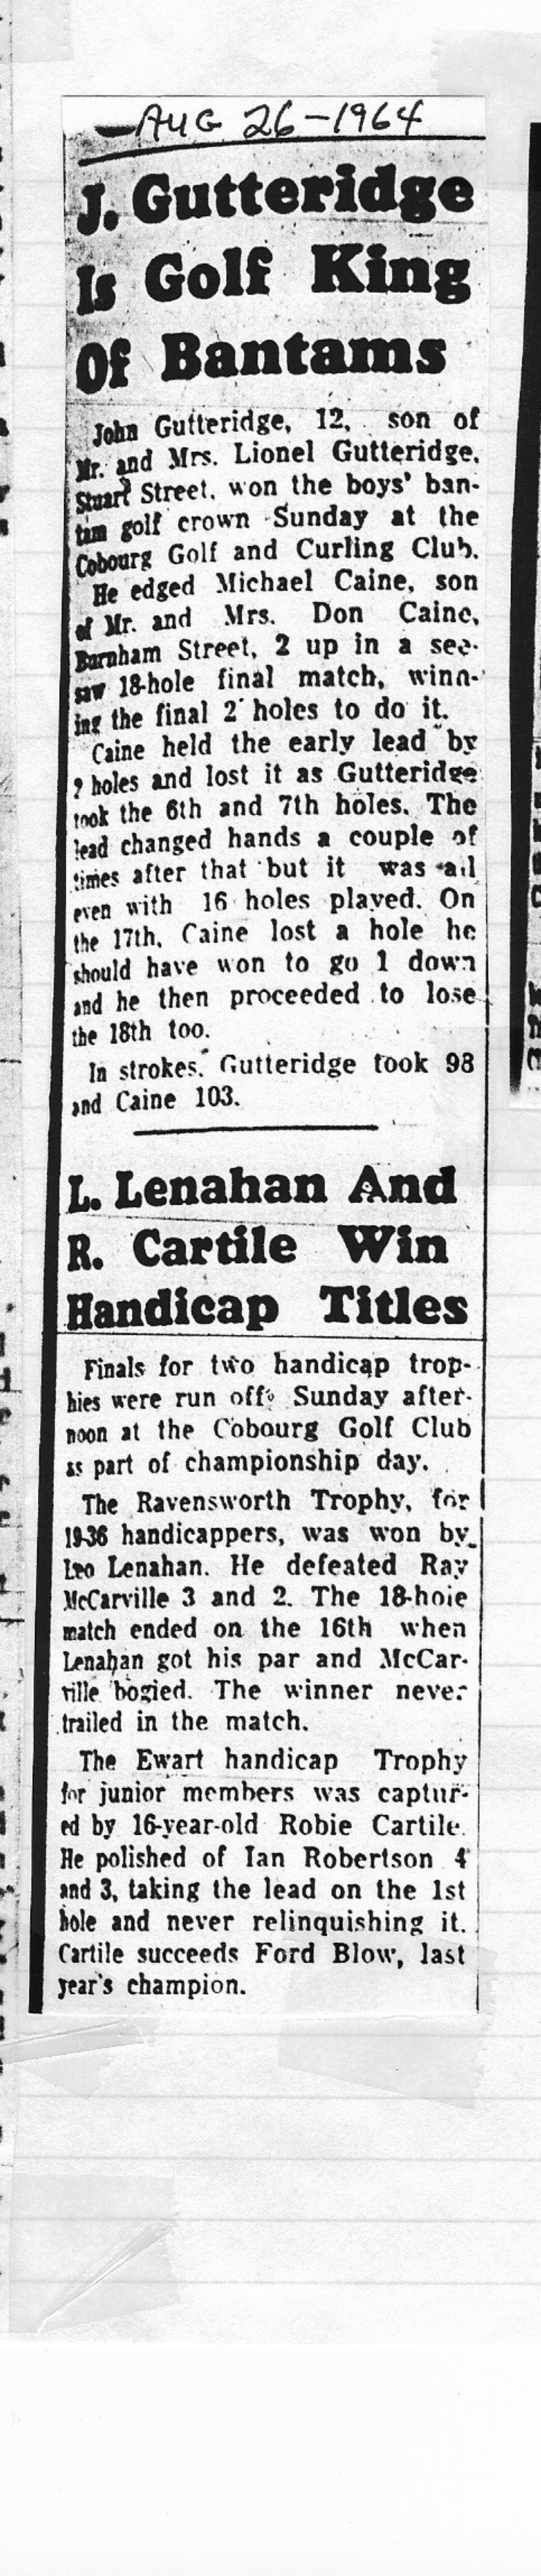 -AUG 26-1964
J. Gutteridge
Is Golf King
Of Bantams
John Gutteridge, 12, son of
Mr. and Mrs. Lionel Gutteridge,
Stuart Street, won the boys' ban-
tam golf crown Sunday at the
Cobourg Golf and Curling Club.
He edged Michael Caine, son
of Mr. and Mrs. Don Caine,
Burnham Street, 2 up in a see-
saw 18-hole final match, winn-
ing the final 2 holes to do it.
Caine held the early lead by
2 holes and lost it as Gutteridge
took the 6th and 7th holes. The
lead changed hands a couple of
times after that but it was all
even with 16 holes played. On
the 17th, Caine lost a hole he
should have won to go 1 down
and he then proceeded to lose
the 18th too.
In strokes, Gutteridge took 98
and Caine 103.
L. Lenahan And
R. Cartile Win
Handicap Titles
Finals for two handicap trop-
hies were run off Sunday after-
noon at the Cobourg Golf Club
as part of championship day.
The Ravensworth Trophy, for
19-36 handicappers, was won by
Leo Lenahan. He defeated Ray
McCarville 3 and 2. The 18-hole
match ended on the 16th when
Lenahan got his par and McCar-
ville bogied. The winner never
trailed in the match.
The Ewart handicap Trophy
for junior members was captur-
ed by 16-year-old Robie Cartile.
He polished of Ian Robertson 4
and 3, taking the lead on the 1st
hole and never relinquishing it.
Cartile succeeds Ford Blow, last
year's champion.